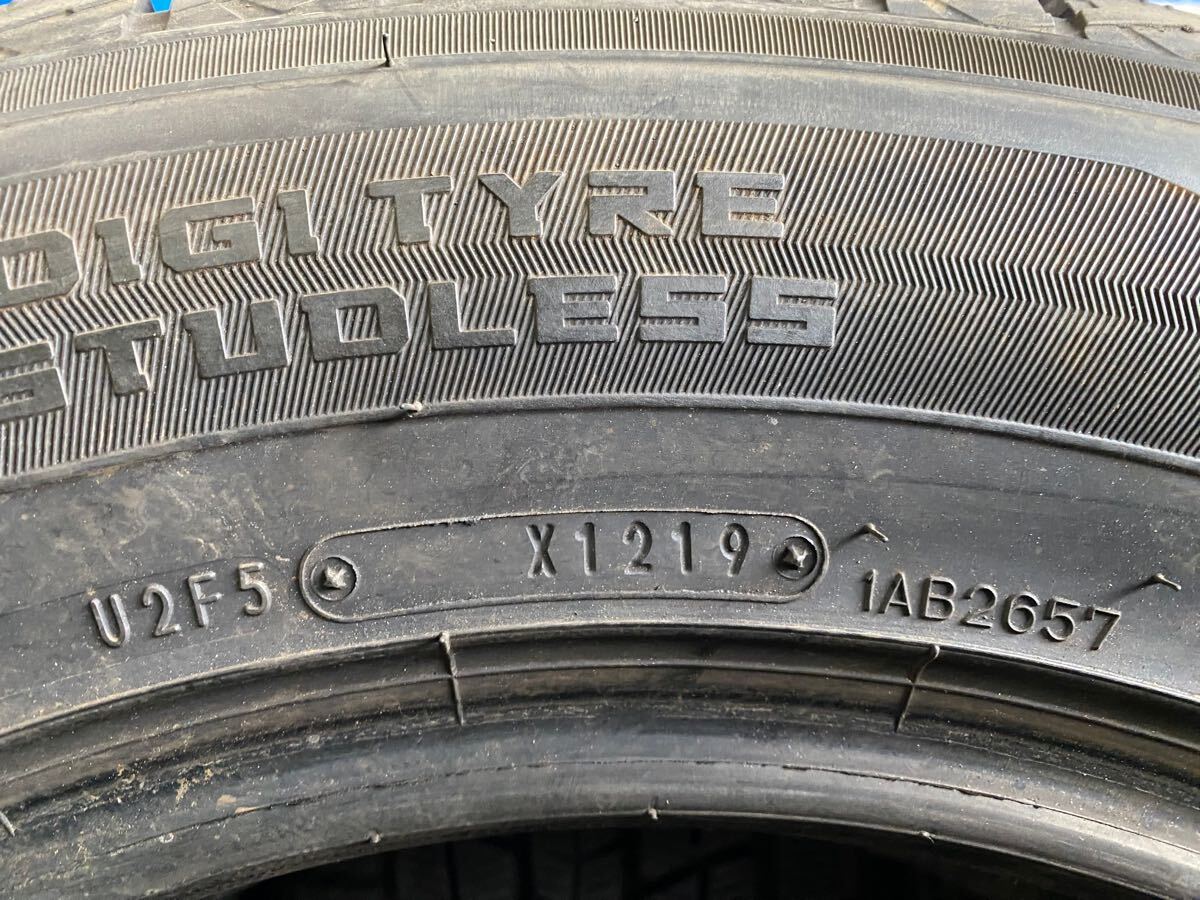 DIGI TYRE
STUDLESS
U2F5 X1219 1AB2657